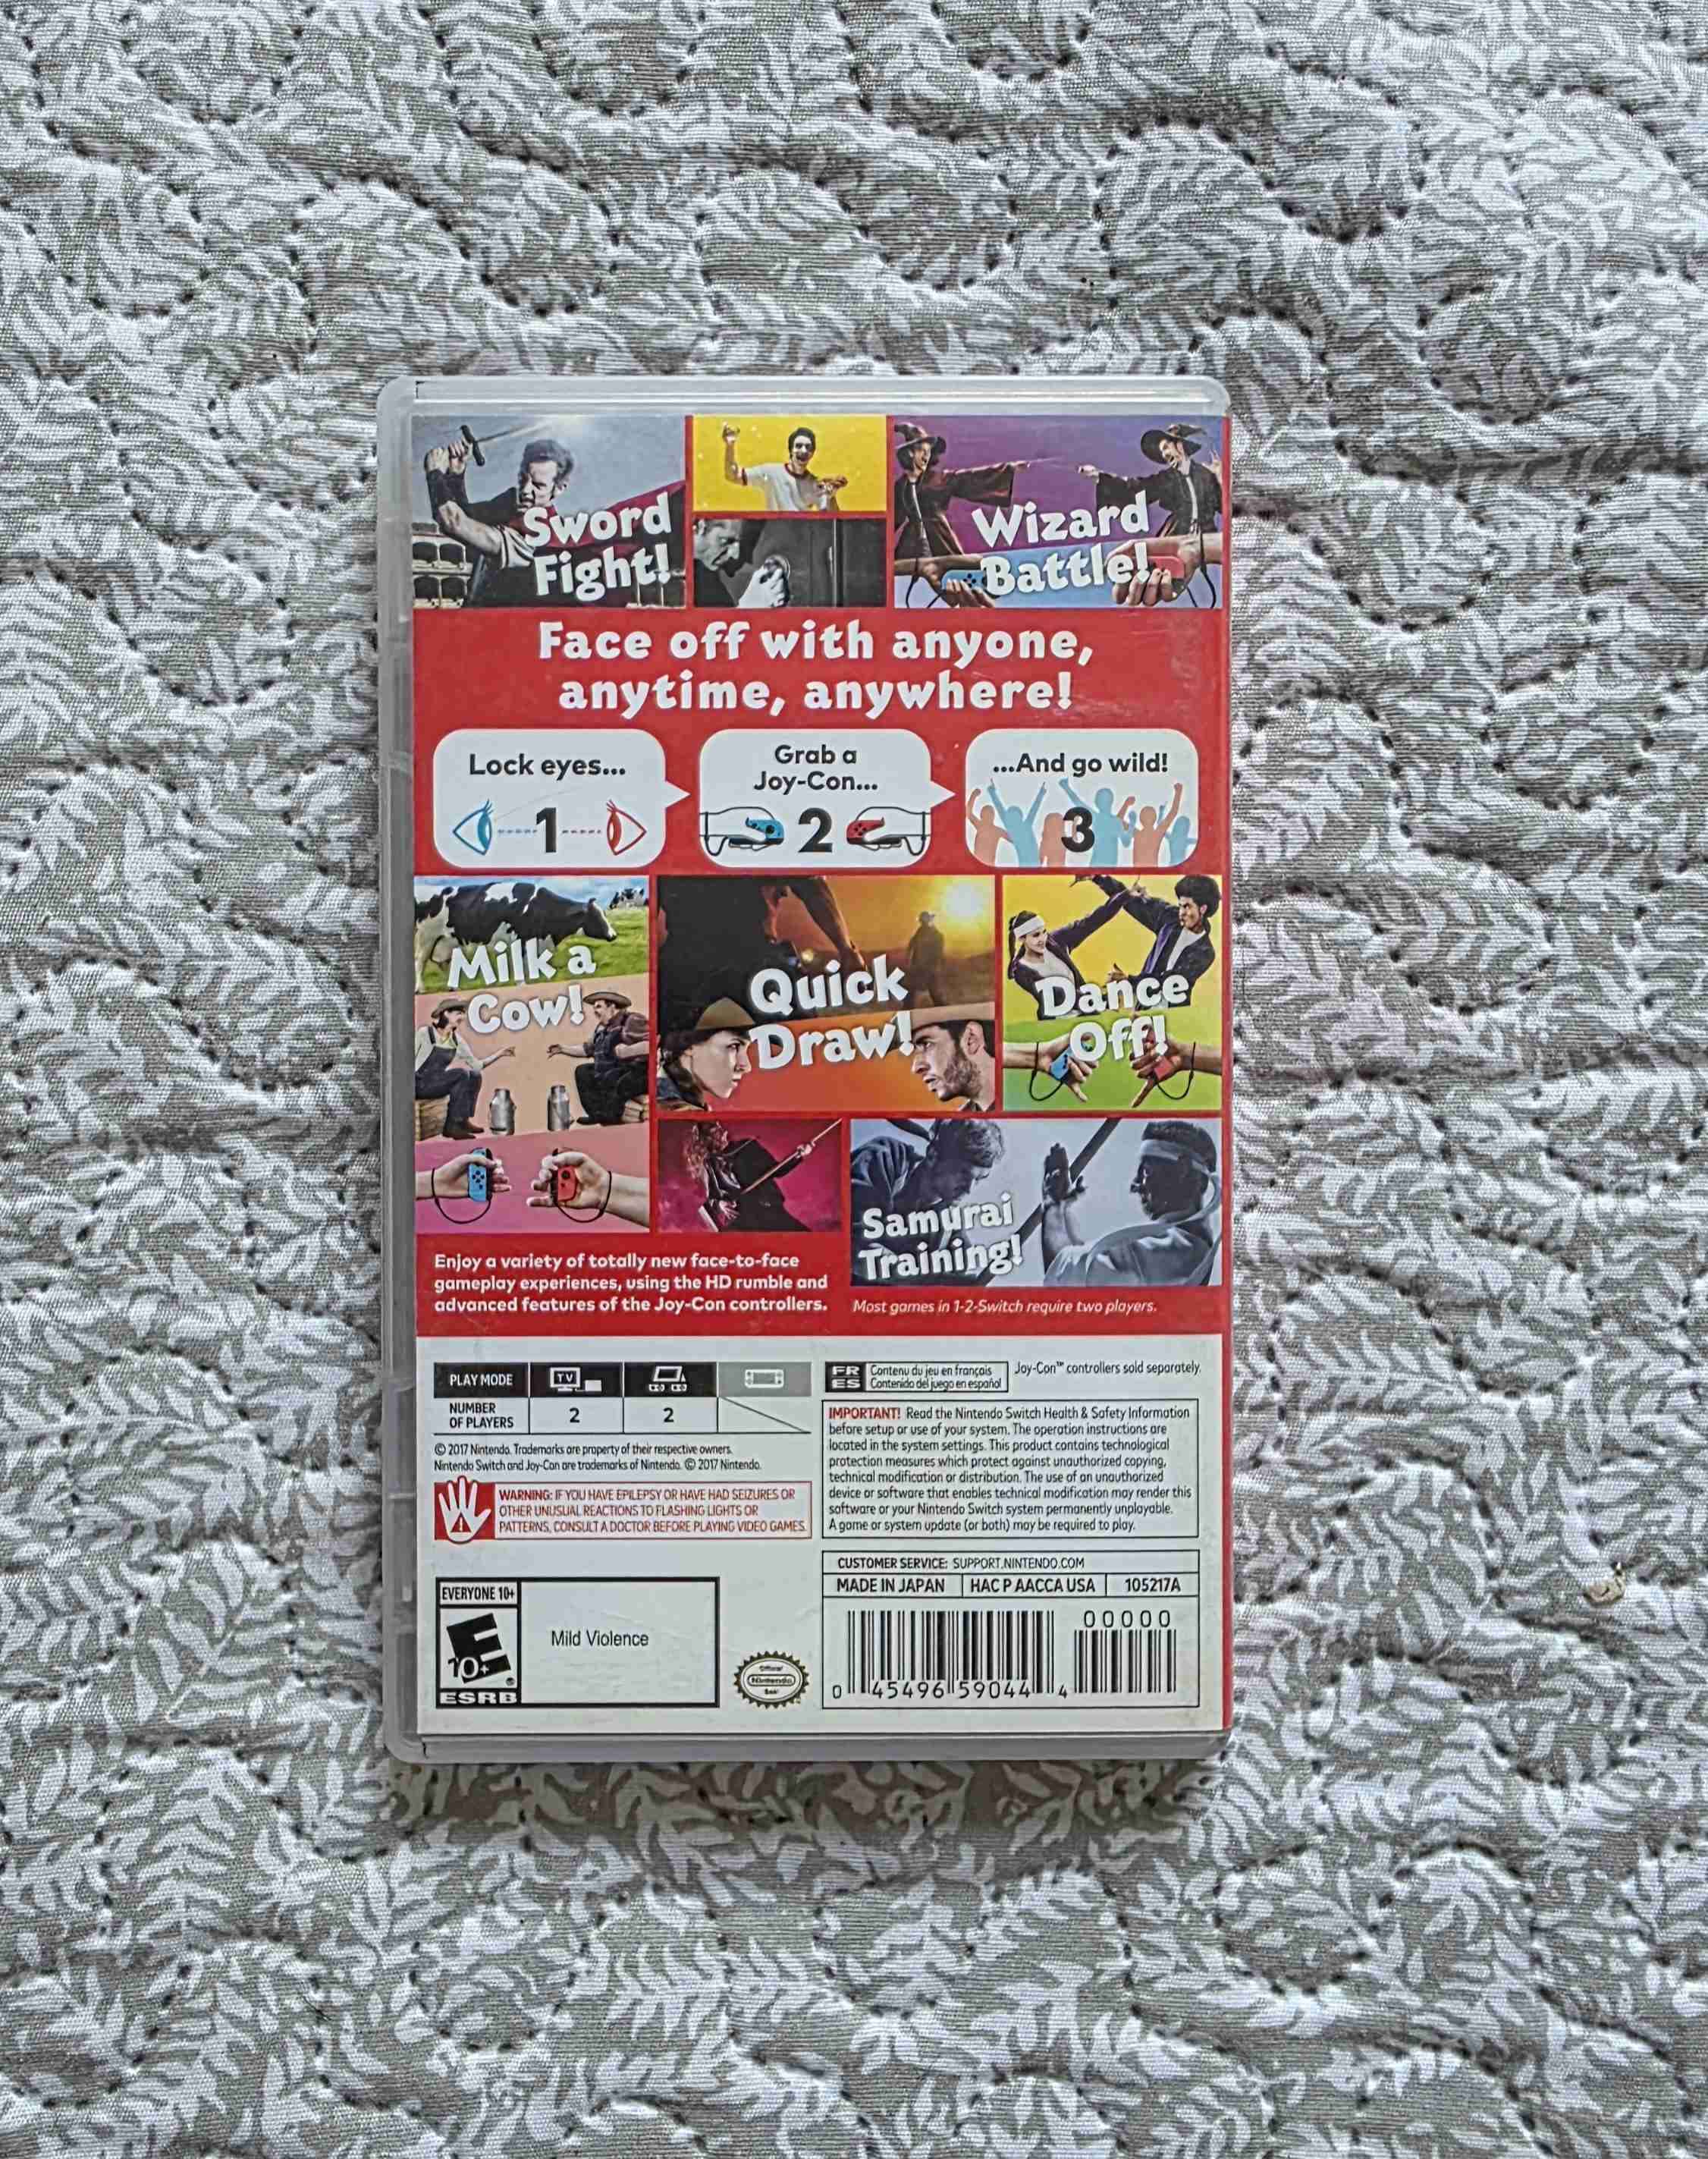 Sword
Fight!
Wizard
Battle!
Face off with anyone,
anytime, anywhere!
Lock eyes...
1
Grab a
Joy-Con...
2
...And go wild!
3
Milk a
Cow!
Quick
Draw!
Dance
Off!
Samurai
Training!
Enjoy a variety of totally new face-to-face
gameplay experiences, using the HD rumble and
advanced features of the Joy-Con controllers.
Most games in 1-2-Switch require two players.
PLAY MODE
TV
NUMBER
OF PLAYERS
2
2
© 2017 Nintendo. Trademarks are property of their respective owners.
Nintendo Switch and Joy-Con are trademarks of Nintendo. © 2017 Nintendo.
WARNING: IF YOU HAVE EPILEPSY OR HAVE HAD SEIZURES OR
OTHER UNUSUAL REACTIONS TO FLASHING LIGHTS OR
PATTERNS, CONSULT A DOCTOR BEFORE PLAYING VIDEO GAMES.
FR Contenu du jeu en français
ES Contenido del juego en español
Joy-Con™ controllers sold separately.
IMPORTANT! Read the Nintendo Switch Health & Safety Information
before setup or use of your system. The operation instructions are
located in the system settings. This product contains technological
protection measures which protect against unauthorized copying,
technical modification or distribution. The use of an unauthorized
device or software that enables technical modification may render this
software or your Nintendo Switch system permanently unplayable.
A game or system update (or both) may be required to play.
CUSTOMER SERVICE: SUPPORT.NINTENDO.COM
MADE IN JAPAN HAC P AACCA USA 105217A
00000
0 45496 59044 4
EVERYONE 10+
E
10+
®
ESRB
Mild Violence
Official
Nintendo
Seal